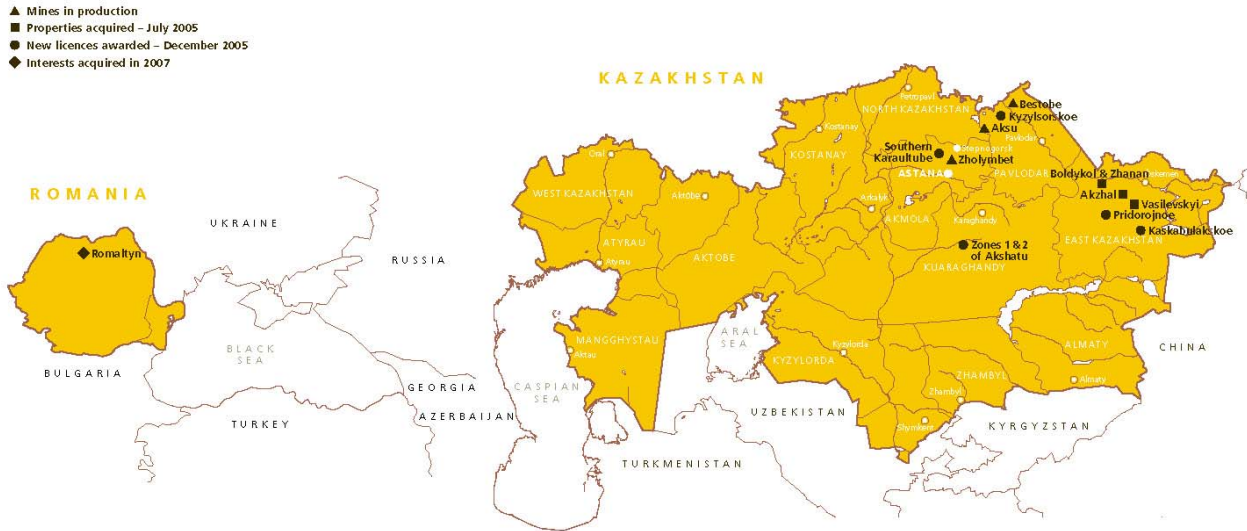 Mines in production
Properties acquired – July 2005
New licences awarded – December 2005
Interests acquired in 2007
KAZAKHSTAN
ROMANIA
Petropavl
NORTH KAZAKHSTAN
Bestobe
Kyzylsorskoe
Aksu
Kostanay
KOSTANAY
Pavlodar
Stepnogorsk
Southern
Karaultube
Zholymbet
ASTANA
PAVLODAR
Oral
WEST KAZAKHSTAN
Aktöbe
Boldykol & Zhanan
Akzhal
Vasilevskyi
Pridorojnoe
Kaskabulakskoe
EAST KAZAKHSTAN
Arkalyk
AKMOLA
Karaghandy
Zones 1 & 2
of Akshatu
KUARAGHANDY
UKRAINE
Romaltyn
RUSSIA
ATYRAU
Atyrau
AKTOBE
BLACK
SEA
BULGARIA
GEORGIA
AZERBAIJAN
TURKEY
CASPIAN
SEA
MANGGHYSTAU
Aktau
ARAL
SEA
Kyzylorda
KYZYLORDA
ZHAMBYL
Zhambyl
Shymkent
ALMATY
Almaty
CHINA
UZBEKISTAN
KYRGYZSTAN
TURKMENISTAN